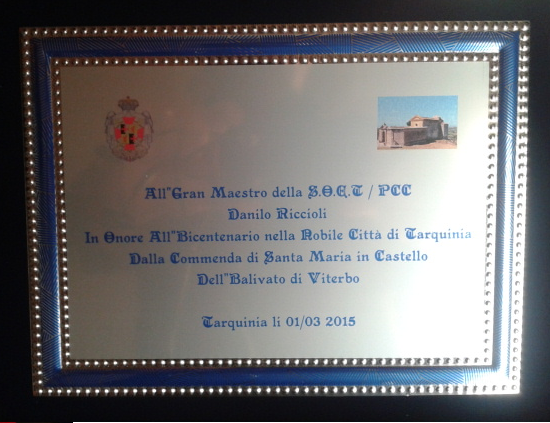 All"Gran Maestro della S.O.E.T / PCC
Danilo Riccioli
In Onore All"Bicentenario nella Nobile Città di Tarquinia
Dalla Commenda di Santa Maria in Castello
Dell"Balivato di Viterbo
Tarquinia li 01/03 2015